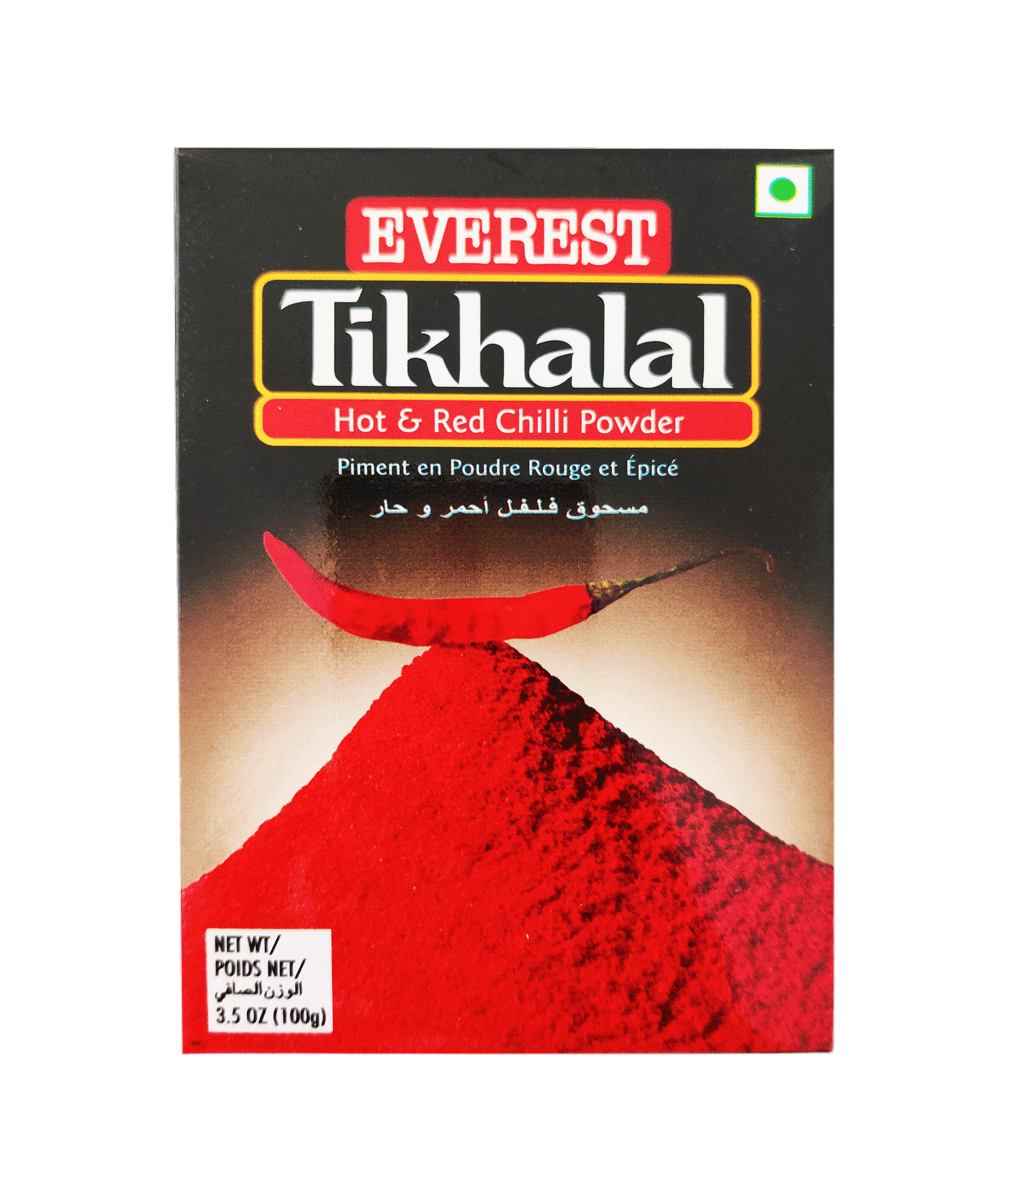 EVEREST
Tikhalal
Hot & Red Chilli Powder
Piment en Poudre Rouge et Épicé
مسحوق فلفل أحمر و حار
NET WT/
POIDS NET/
الوزن الصافي
3.5 OZ (100g)